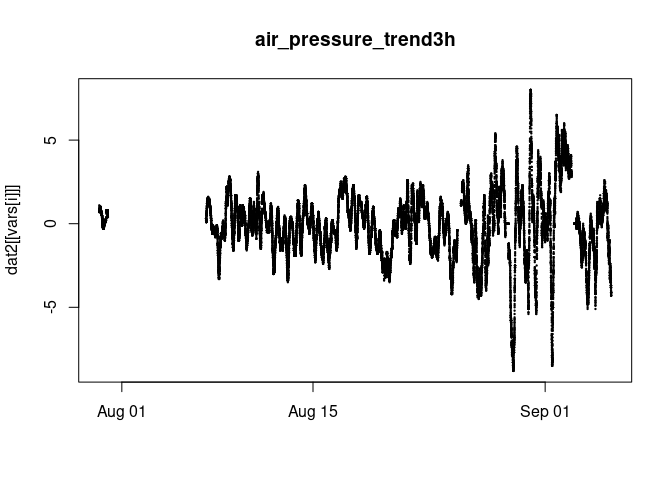 air_pressure_trend3h
dat2[[vars[i]]]
5
0
-5
Aug 01 Aug 15 Sep 01